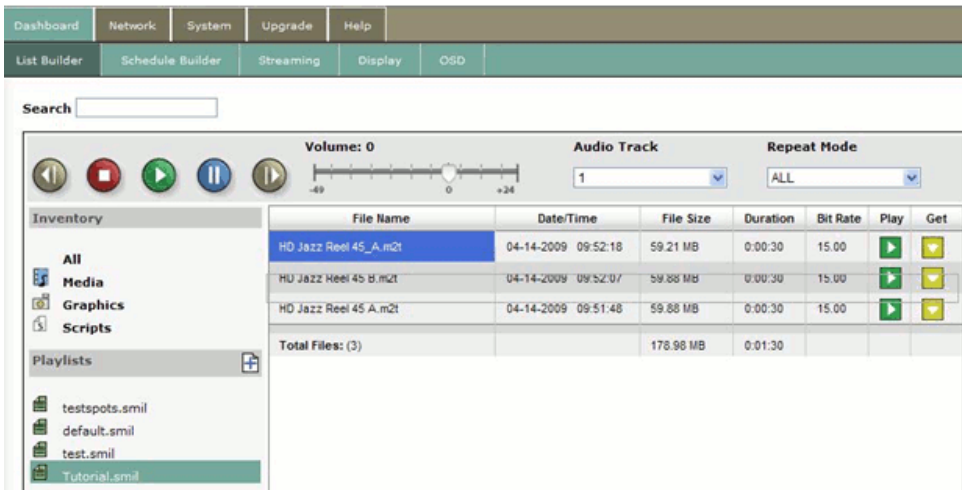 Dashboard Network System Upgrade Help
List Builder Schedule Builder Streaming Display OSD
Search
Volume: 0 Audio Track Repeat Mode
-49 0 +24 1 ALL
Inventory
All
Media
Graphics
Scripts
Playlists
testspots.smil
default.smil
test.smil
Tutorial.smil
File Name Date/Time File Size Duration Bit Rate Play Get
HD Jazz Reel 45_A.m2t 04-14-2009 09:52:18 59.21 MB 0:00:30 15.00
HD Jazz Reel 45 B.m2t 04-14-2009 09:52:07 59.88 MB 0:00:30 15.00
HD Jazz Reel 45 A.m2t 04-14-2009 09:51:48 59.88 MB 0:00:30 15.00
Total Files: (3) 178.98 MB 0:01:30